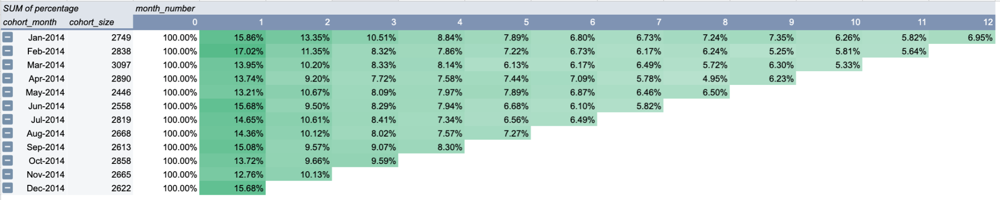 SUM of percentage month_number
cohort_month cohort_size 0 1 2 3 4 5 6 7 8 9 10 11 12
Jan-2014 2749 100.00% 15.86% 13.35% 10.51% 8.84% 7.89% 6.80% 6.73% 7.24% 7.35% 6.26% 5.82% 6.95%
Feb-2014 2838 100.00% 17.02% 11.35% 8.32% 7.86% 7.22% 6.73% 6.17% 6.24% 5.25% 5.81% 5.64%
Mar-2014 3097 100.00% 13.95% 10.20% 8.33% 8.14% 6.13% 6.17% 6.49% 5.72% 6.30% 5.33%
Apr-2014 2890 100.00% 13.74% 9.20% 7.72% 7.58% 7.44% 7.09% 5.78% 4.95% 6.23%
May-2014 2446 100.00% 13.21% 10.67% 8.09% 7.97% 7.89% 6.87% 6.46% 6.50%
Jun-2014 2558 100.00% 15.68% 9.50% 8.29% 7.94% 6.68% 6.10% 5.82%
Jul-2014 2819 100.00% 14.65% 10.61% 8.41% 7.34% 6.56% 6.49%
Aug-2014 2668 100.00% 14.36% 10.12% 8.02% 7.57% 7.27%
Sep-2014 2613 100.00% 15.08% 9.57% 9.07% 8.30%
Oct-2014 2858 100.00% 13.72% 9.66% 9.59%
Nov-2014 2665 100.00% 12.76% 10.13%
Dec-2014 2622 100.00% 15.68%